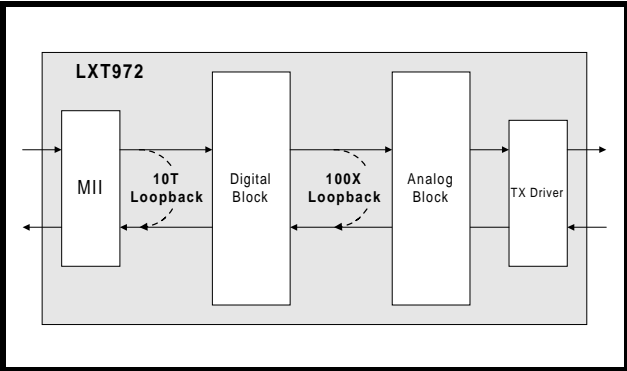 LXT972
MII
10T
Loopback
Digital
Block
100X
Loopback
Analog
Block
TX Driver